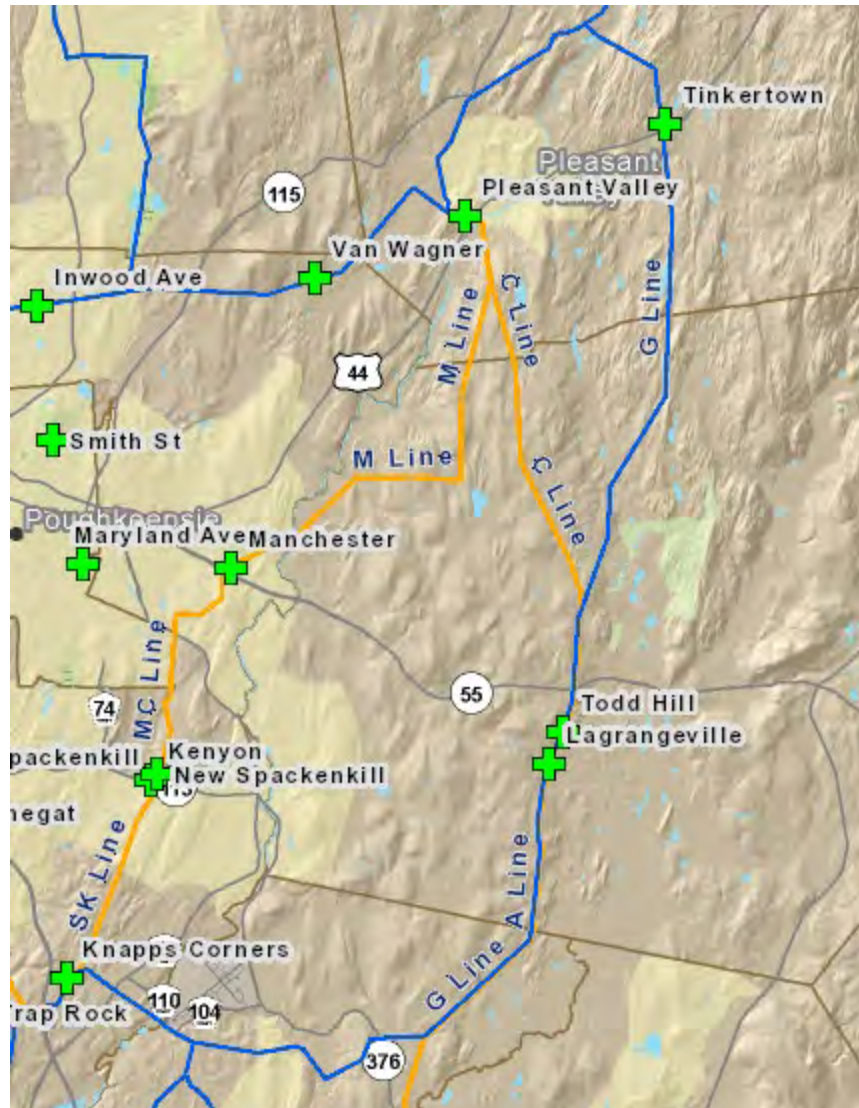 Tinkertown
Pleasant
Pleasant Valley
115
Van Wagner
Inwood Ave
M Line
C Line
G Line
44
Smith St
M Line
C Line
Poughkeepsie
Maryland Ave
Manchester
MC Line
55
74
Todd Hill
Lagrangeville
Kenyon
packenkill
New Spackenkill
negat
SK Line
A Line
Knapps Corners
G Line
110
104
Trap Rock
376